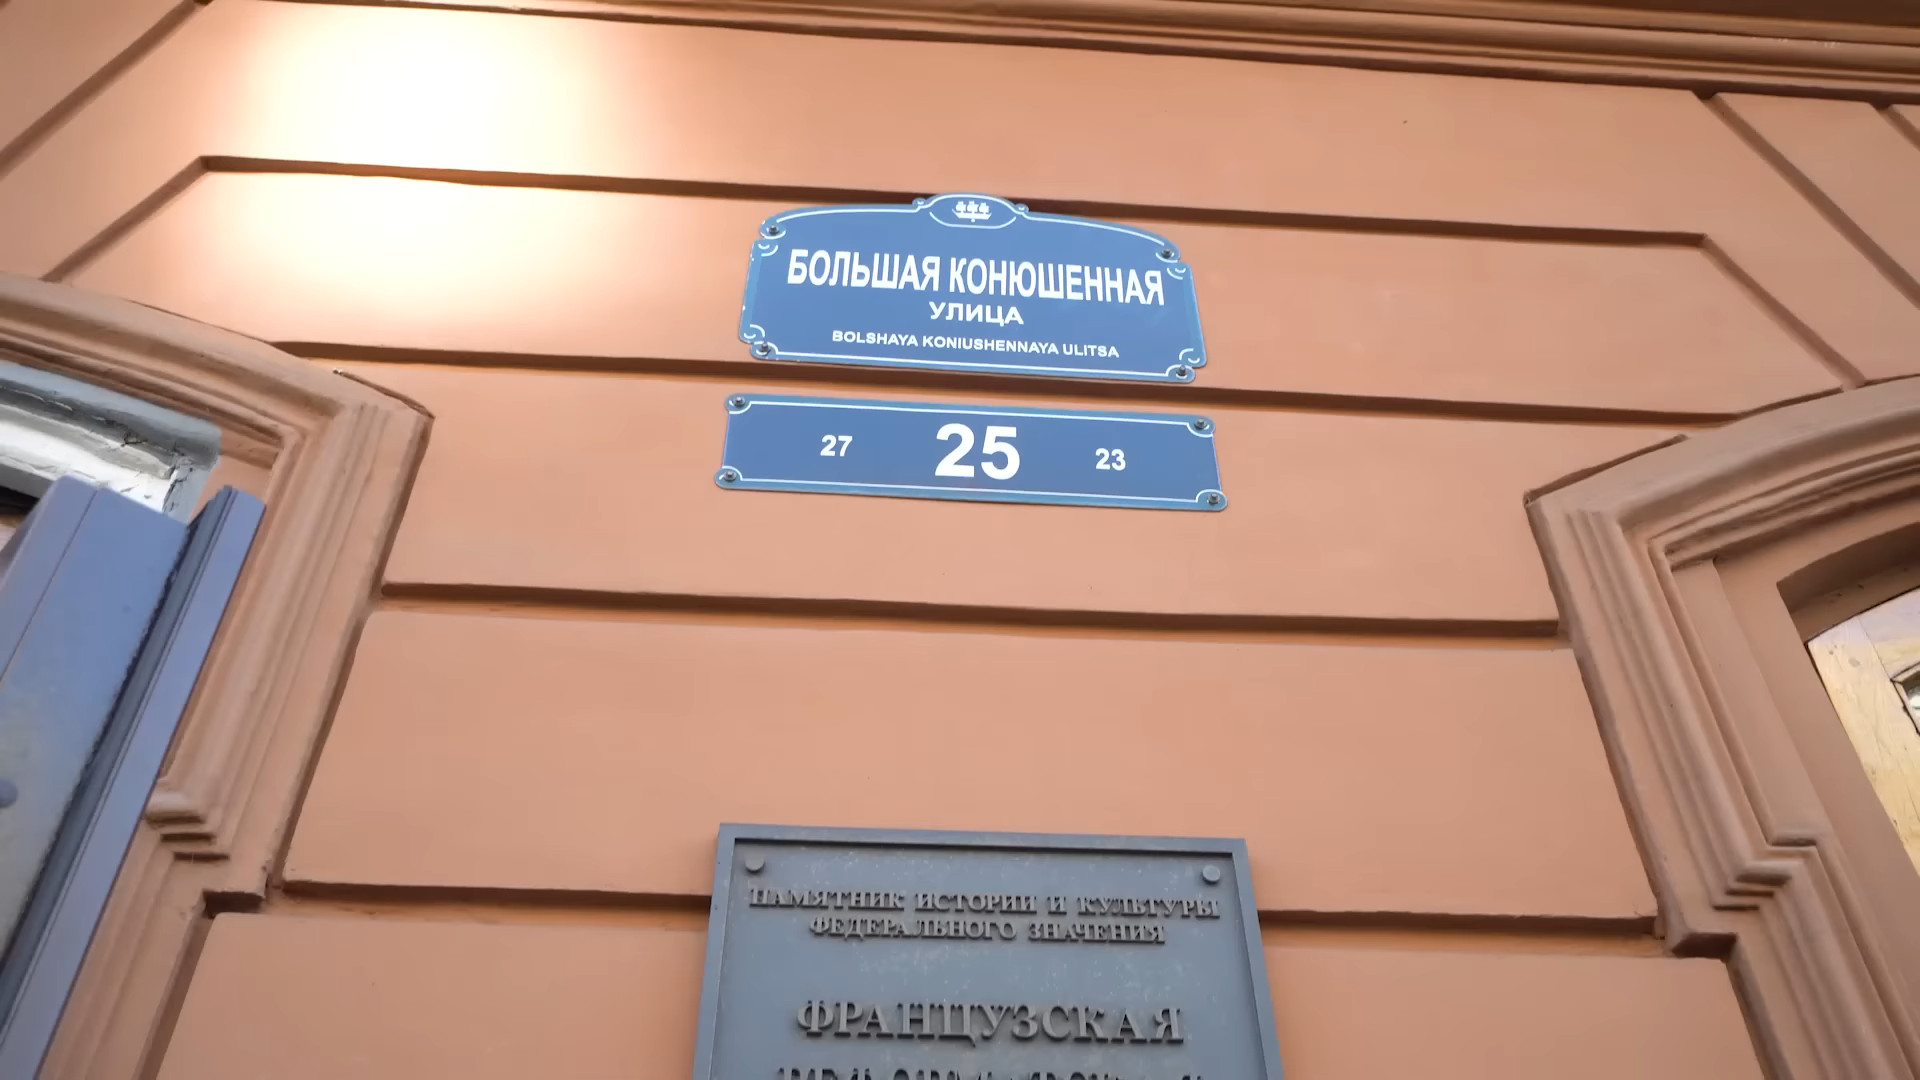 БОЛЬШАЯ КОНЮШЕННАЯ
УЛИЦА
BOLSHAYA KONIUSHENNAYA ULITSA
27 25 23
ПАМЯТНИК ИСТОРИИ И КУЛЬТУРЫ
ФЕДЕРАЛЬНОГО ЗНАЧЕНИЯ
ФРАНЦУЗСКАЯ